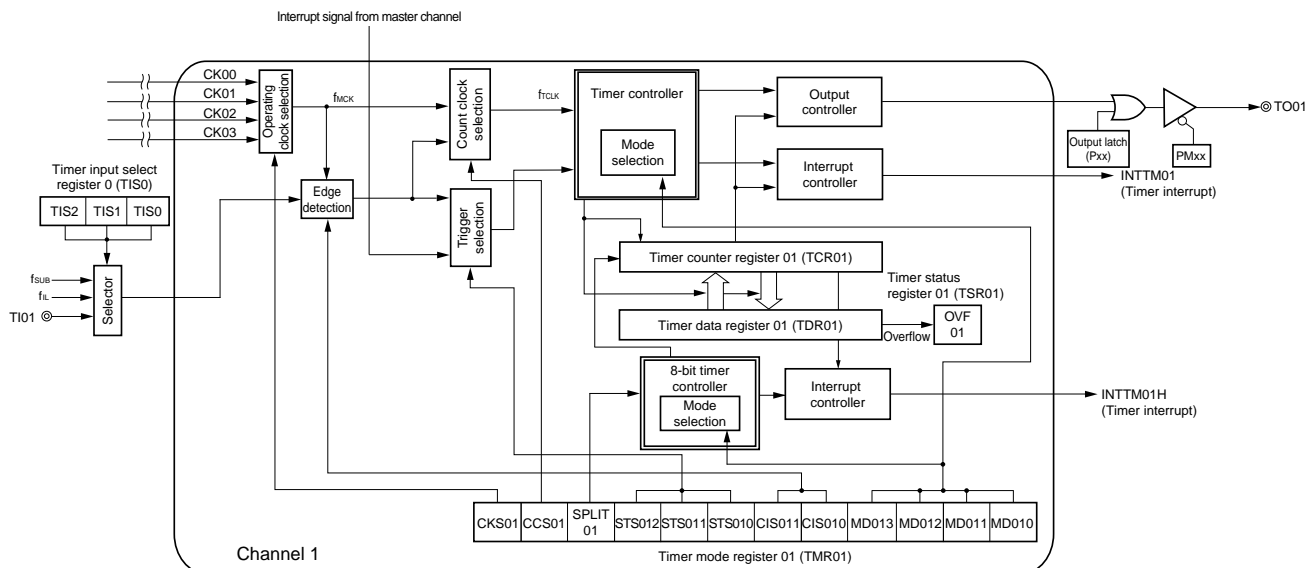 Interrupt signal from master channel
CK00
CK01
CK02
CK03
Operating
clock selection
fMCK
Count clock
selection
fTCLK
Timer controller
Mode
selection
Output
controller
TO01
Output latch
(Pxx)
PMxx
Interrupt
controller
INTTM01
(Timer interrupt)
Timer input select
register 0 (TIS0)
TIS2
TIS1
TIS0
Edge
detection
Trigger
selection
fSUB
fIL
TI01
Selector
Timer counter register 01 (TCR01)
Timer status
register 01 (TSR01)
Timer data register 01 (TDR01)
Overflow
OVF
01
8-bit timer
controller
Mode
selection
Interrupt
controller
INTTM01H
(Timer interrupt)
CKS01
CCS01
SPLIT
01
STS012
STS011
STS010
CIS011
CIS010
MD013
MD012
MD011
MD010
Channel 1
Timer mode register 01 (TMR01)